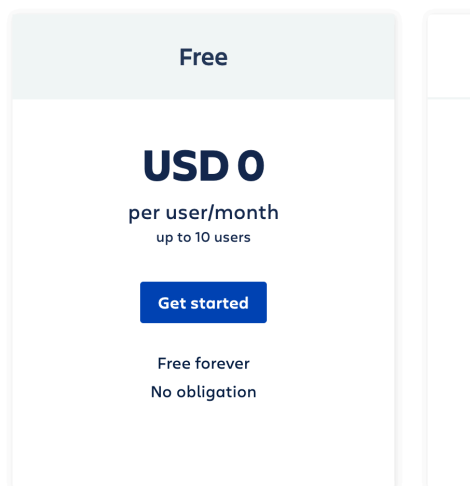 Free
USD 0
per user/month
up to 10 users
Get started
Free forever
No obligation